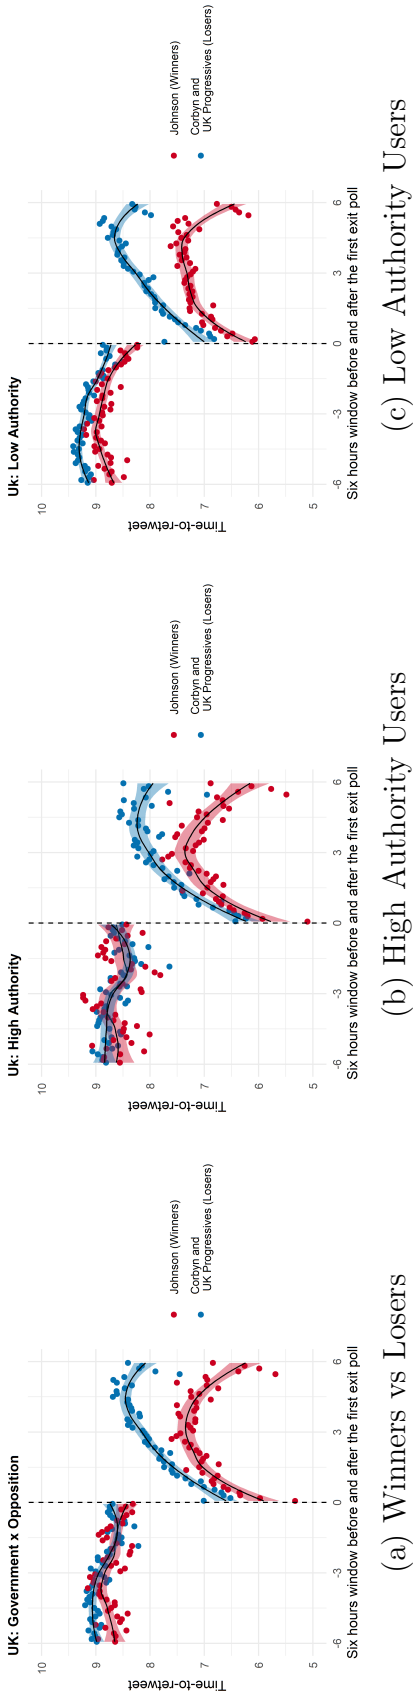 UK: Government x Opposition
10
9
8
7
6
5
Time-to-retweet
-6
-3
0
3
6
Six hours window before and after the first exit poll
Johnson (Winners)
Corbyn and
UK Progressives (Losers)
(a) Winners vs Losers
Uk: High Authority
10
9
8
7
6
5
Time-to-retweet
-6
-3
0
3
6
Six hours window before and after the first exit poll
Johnson (Winners)
Corbyn and
UK Progressives (Losers)
(b) High Authority Users
Uk: Low Authority
10
9
8
7
6
5
Time-to-retweet
-6
-3
0
3
6
Six hours window before and after the first exit poll
Johnson (Winners)
Corbyn and
UK Progressives (Losers)
(c) Low Authority Users